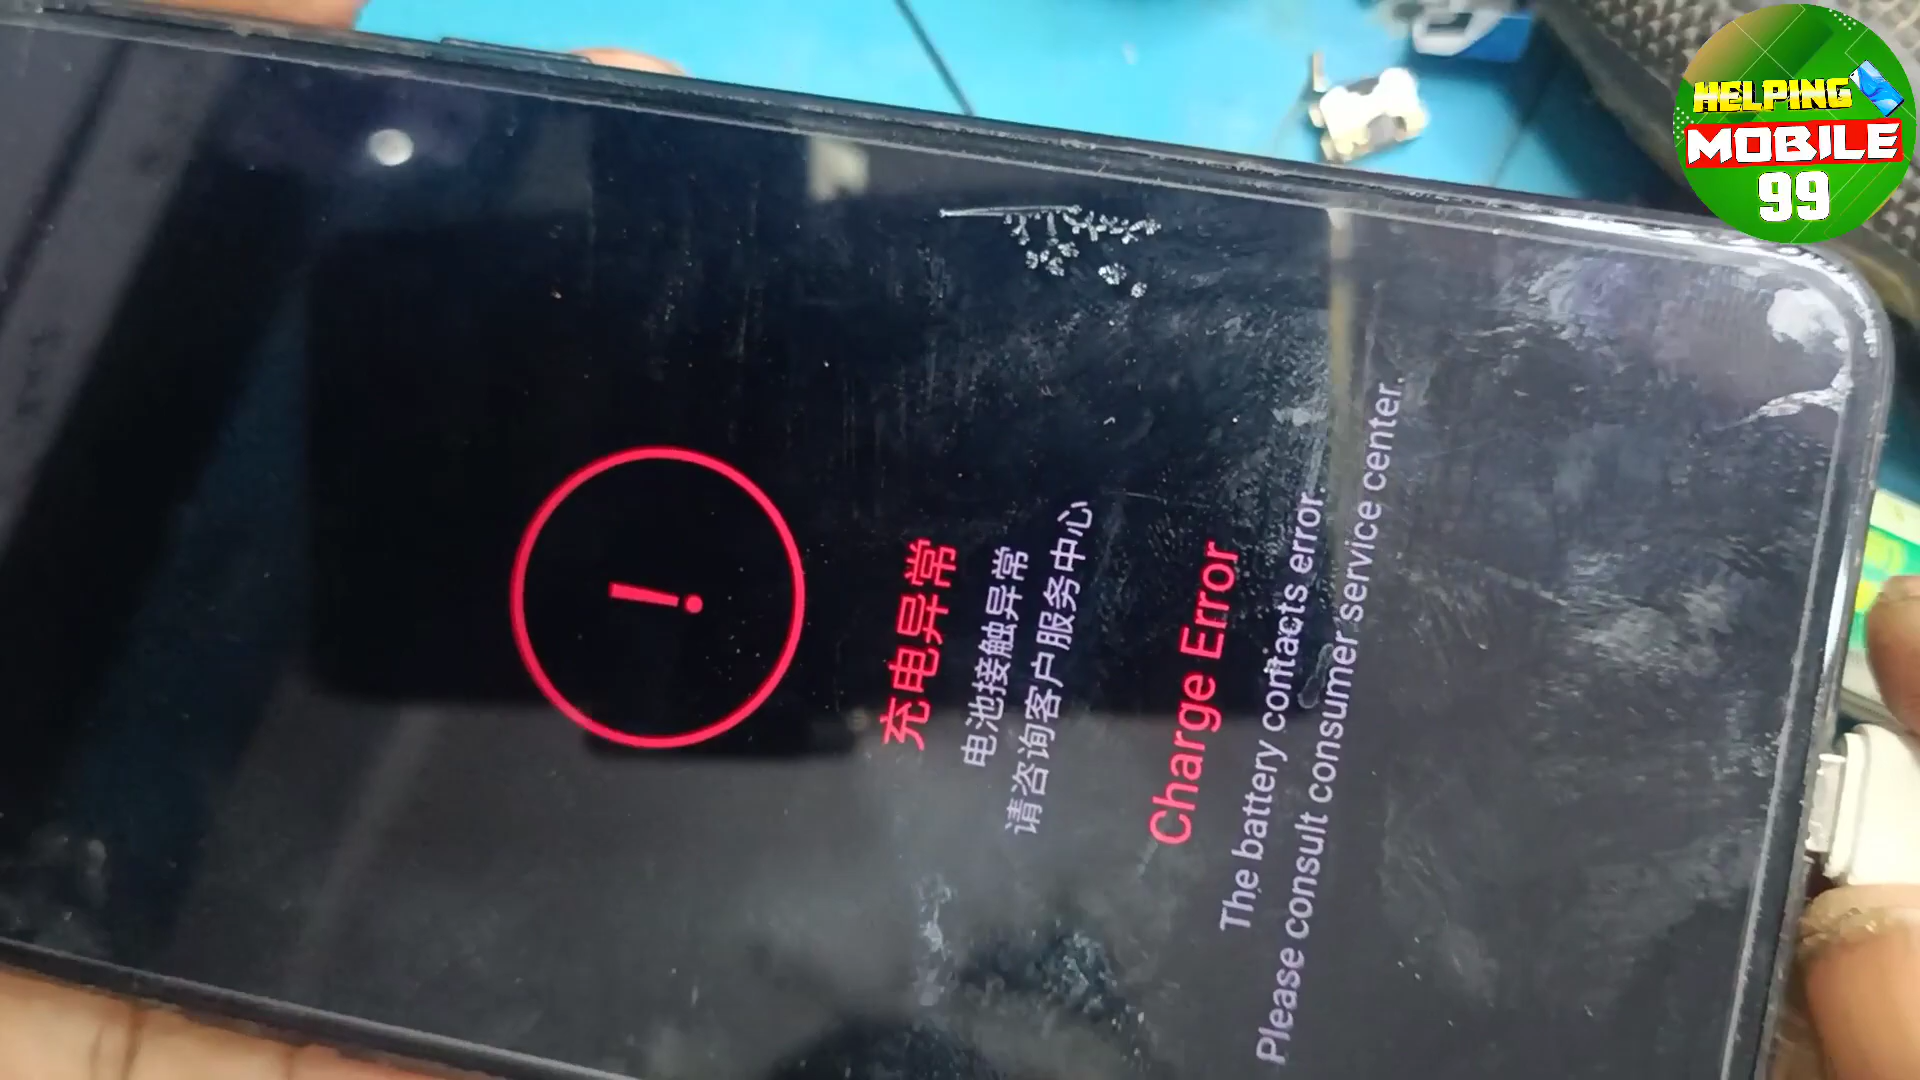 充电异常
电池接触异常
请咨询客户服务中心
Charge Error
The battery contacts error.
Please consult consumer service center.
HELPING
MOBILE
99